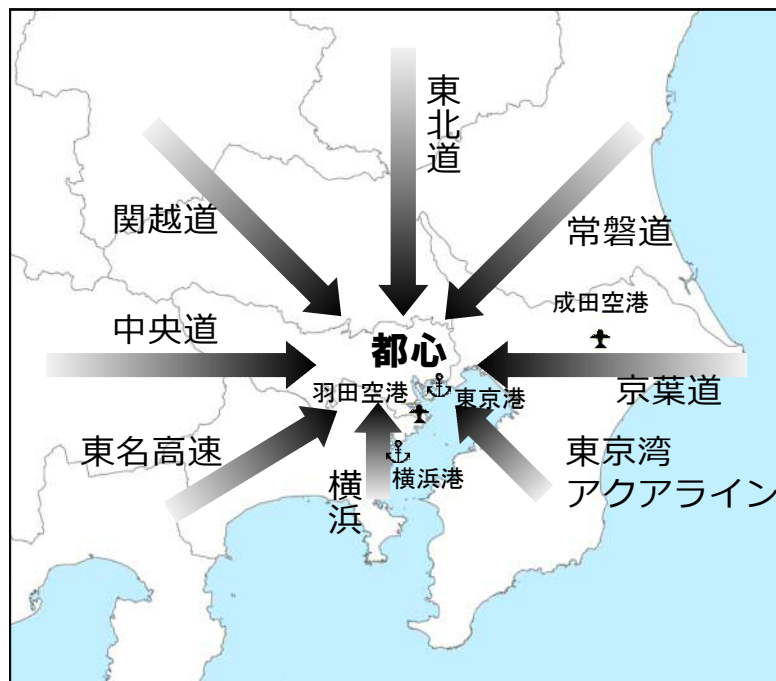 東北道
関越道
常磐道
成田空港
中央道
都心
羽田空港
東京港
京葉道
東名高速
横浜
横浜港
東京湾
アクアライン